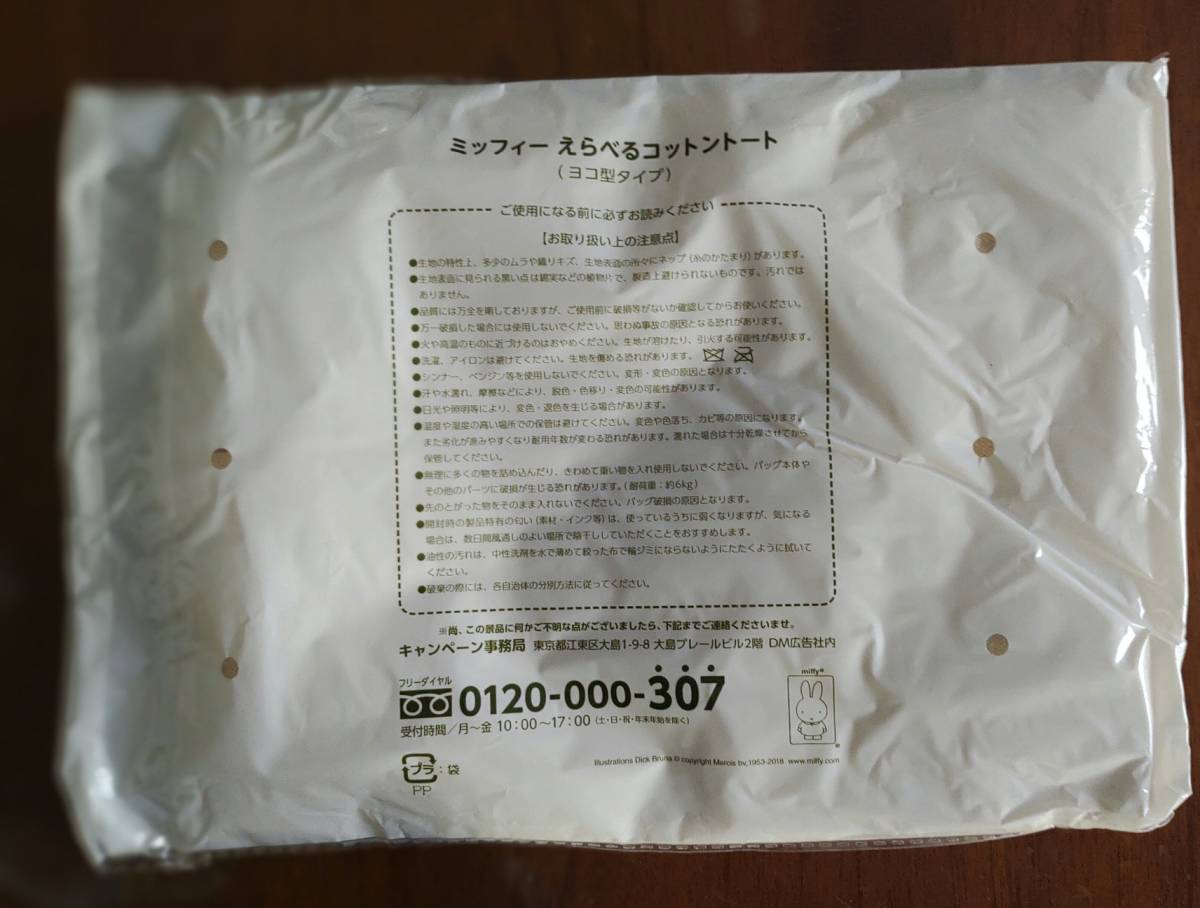 ミッフィー えらべるコットントート
(ヨコ型タイプ)
ご使用になる前に必ずお読みください
【お取り扱い上の注意点】
●生地の特性上、多少のムラや織りキズ、生地表面の所々にネップ(糸のかたまり)があります。
●生地表面に見られる黒い点は綿実などの植物片で、製造上避けられないものです。汚れでは
ありません。
●品質には万全を期しておりますが、ご使用前に破損等がないか確認してからお使いください。
●万一破損した場合には使用しないでください。思わぬ事故の原因となる恐れがあります。
●火や高温のものに近づけるのはおやめください。生地が溶けたり、引火する可能性があります。
●洗濯、アイロンは避けてください。生地を傷める恐れがあります。
●シンナー、ベンジン等を使用しないでください。変形・変色の原因となります。
●汗や水濡れ、摩擦などにより、脱色・色移り・変色の可能性があります。
●日光や照明等により、変色・退色を生じる場合があります。
●温度や湿度の高い場所での保管は避けてください。変色や色落ち、カビ等の原因になります。
また劣化が進みやすくなり耐用年数が変わる恐れがあります。濡れた場合は十分乾燥させてから
保管してください。
●無理に多くの物を詰め込んだり、きわめて重い物を入れ使用しないでください。バッグ本体や
その他のパーツに破損が生じる恐れがあります。(耐荷重:約6kg)
●先のとがった物をそのまま入れないでください。バッグ破損の原因となります。
●開封時の製品特有の匂い(素材・インク等)は、使っているうちに弱くなりますが、気になる
場合は、数日間風通しのよい場所で陰干ししていただくことをおすすめします。
●油性の汚れは、中性洗剤を水で薄めて絞った布で輪ジミにならないようにたたくように拭いて
ください。
●破棄の際には、各自治体の分別方法に従ってください。
※尚、この景品に何かご不明な点がございましたら、下記までご連絡くださいませ。
キャンペーン事務局 東京都江東区大島1-9-8 大島プレールビル2階 DM広告社内
フリーダイヤル
0120-000-307
受付時間/月～金 10:00～17:00 (土・日・祝・年末年始を除く)
miffy®
プラ:袋
PP
Illustrations Dick Bruna © copyright Mercis bv,1953-2018 www.miffy.com